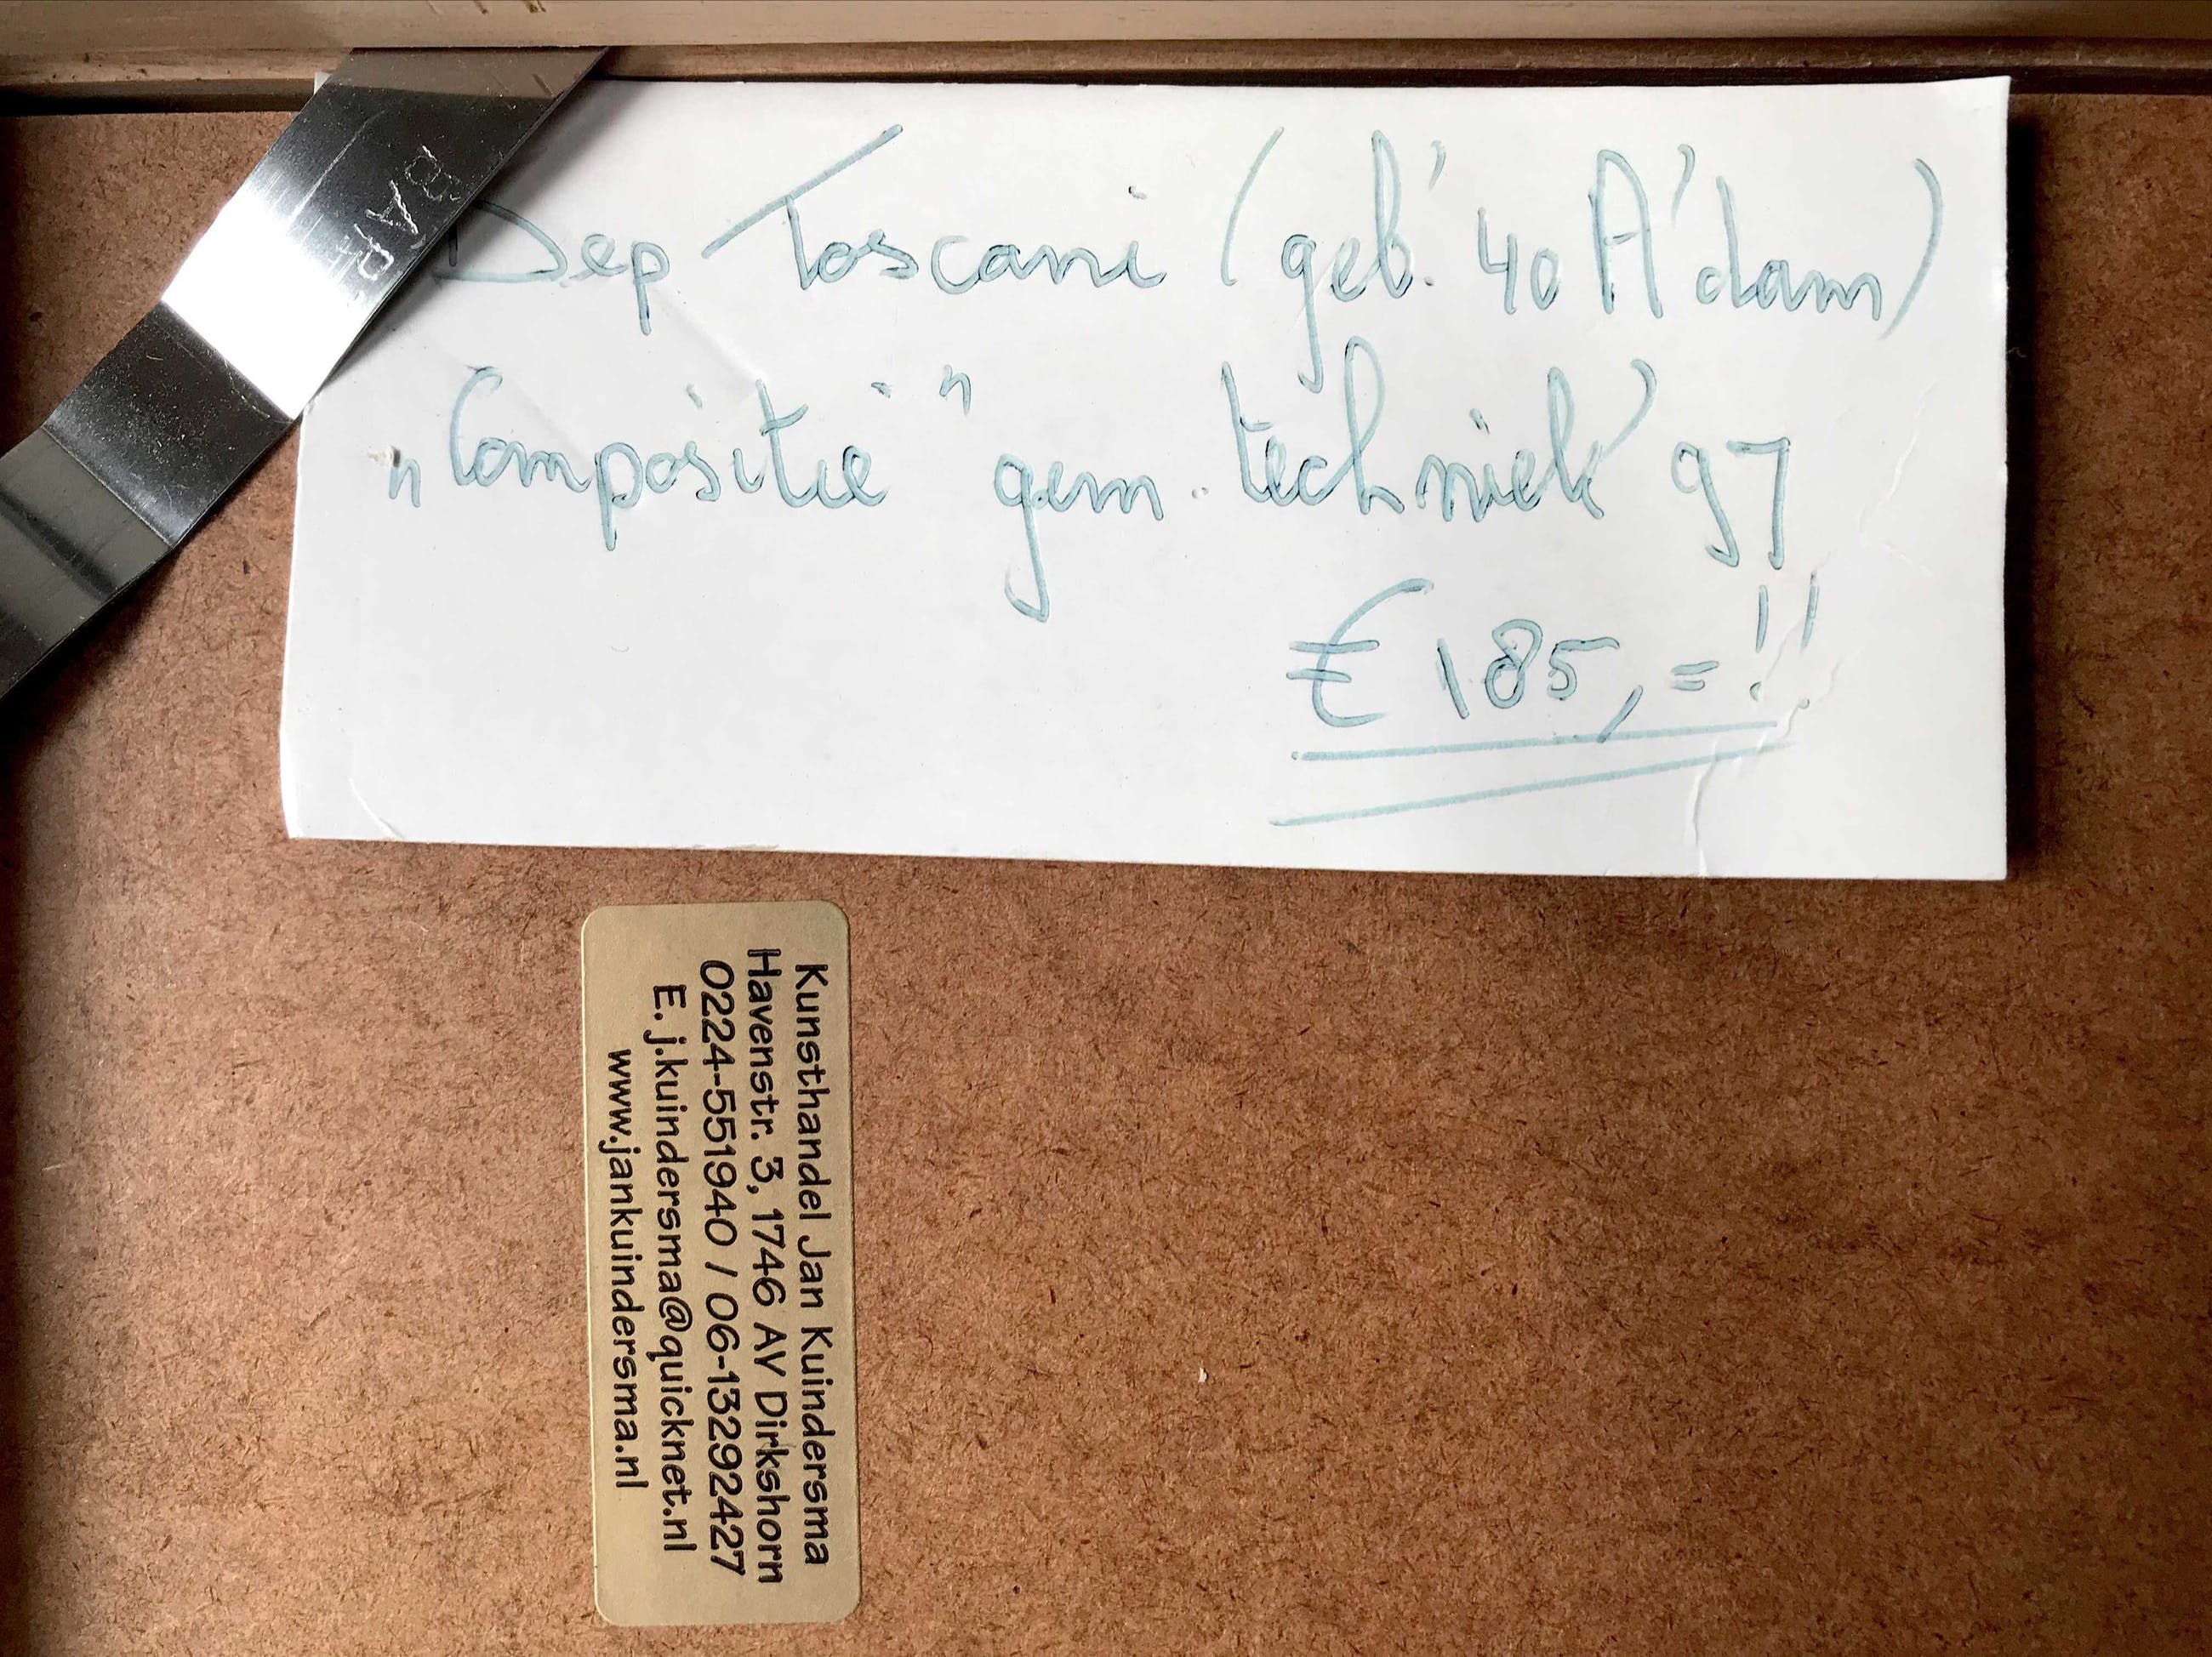 BAR
Toscani (geb. '40 A'dam)
"Compositie" gem. techniek '97
€ 185,= !!
Kunsthandel Jan Kuindersma
Havenstr. 3, 1746 AV Dirkshorn
0224-551940 / 06-13292427
E. j.kuindersma@quicknet.nl
www.jankuindersma.nl